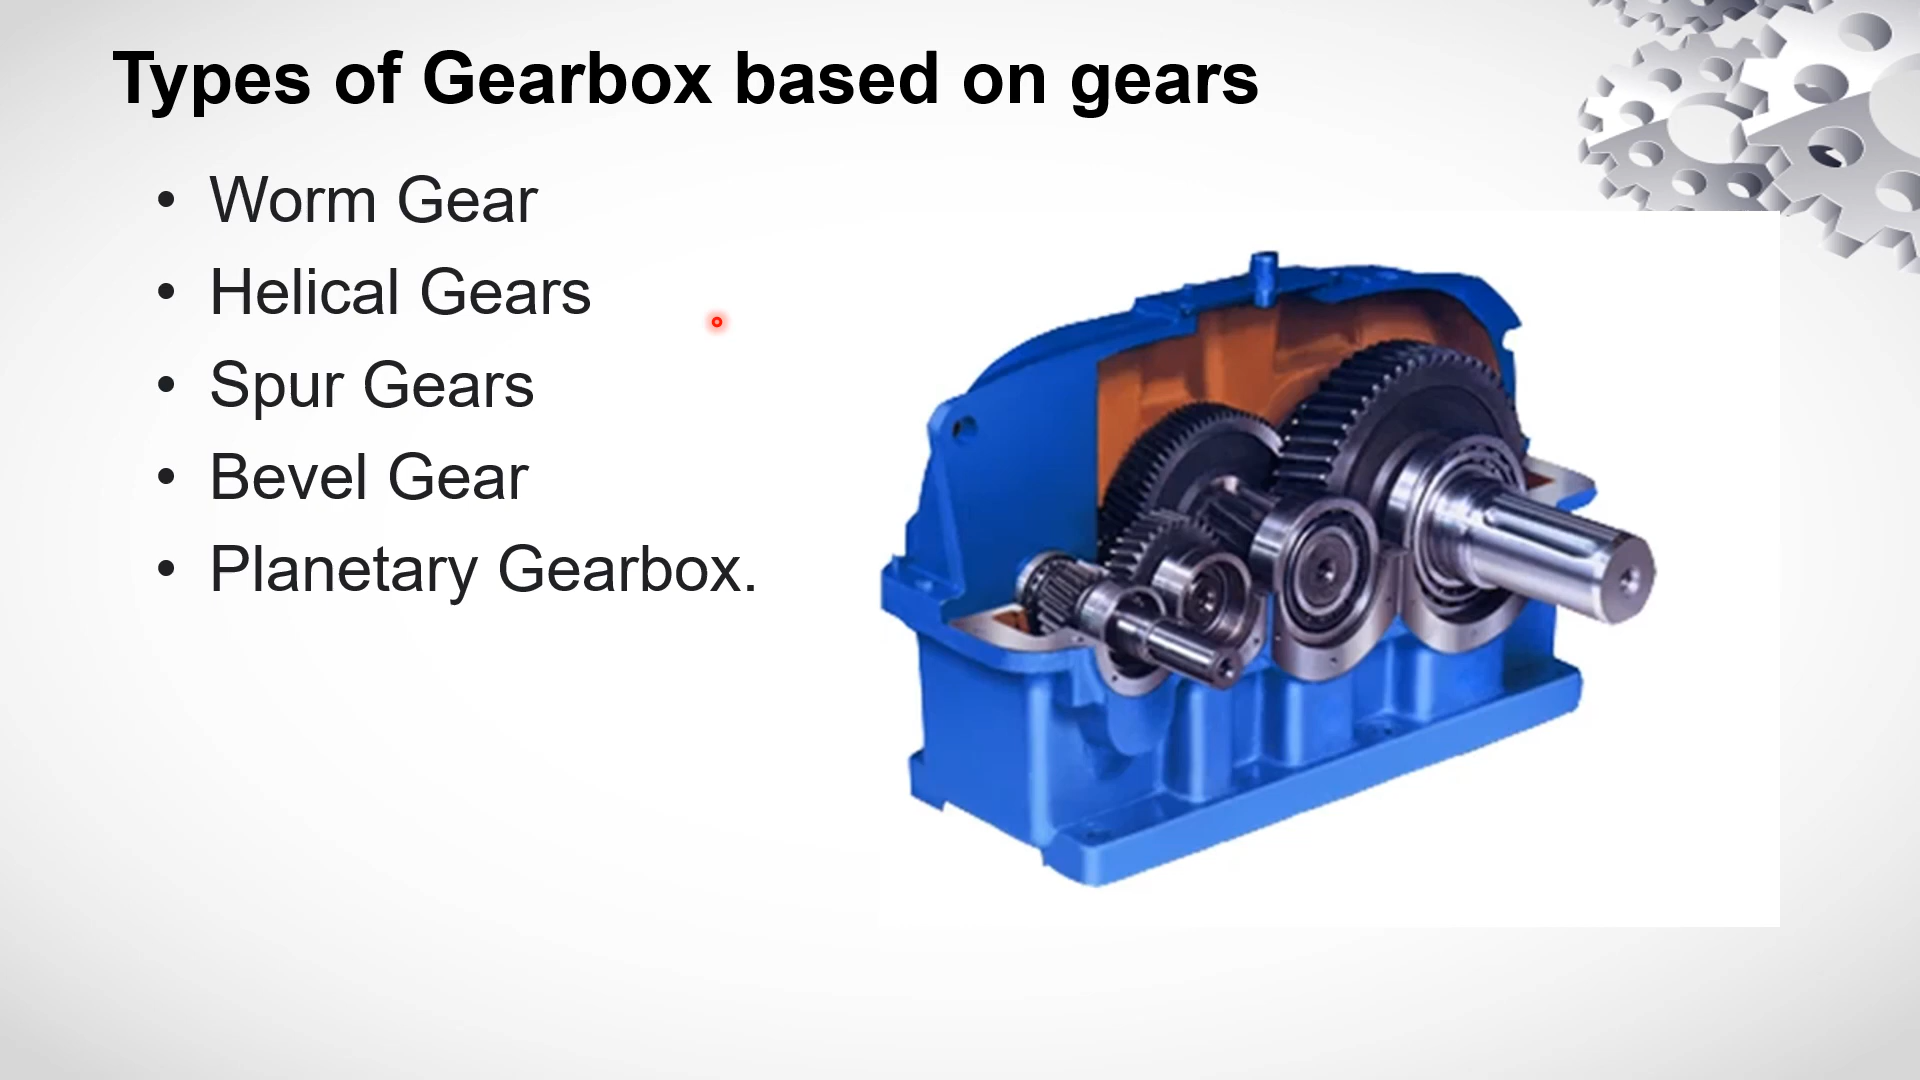 Types of Gearbox based on gears
• Worm Gear
• Helical Gears
• Spur Gears
• Bevel Gear
• Planetary Gearbox.